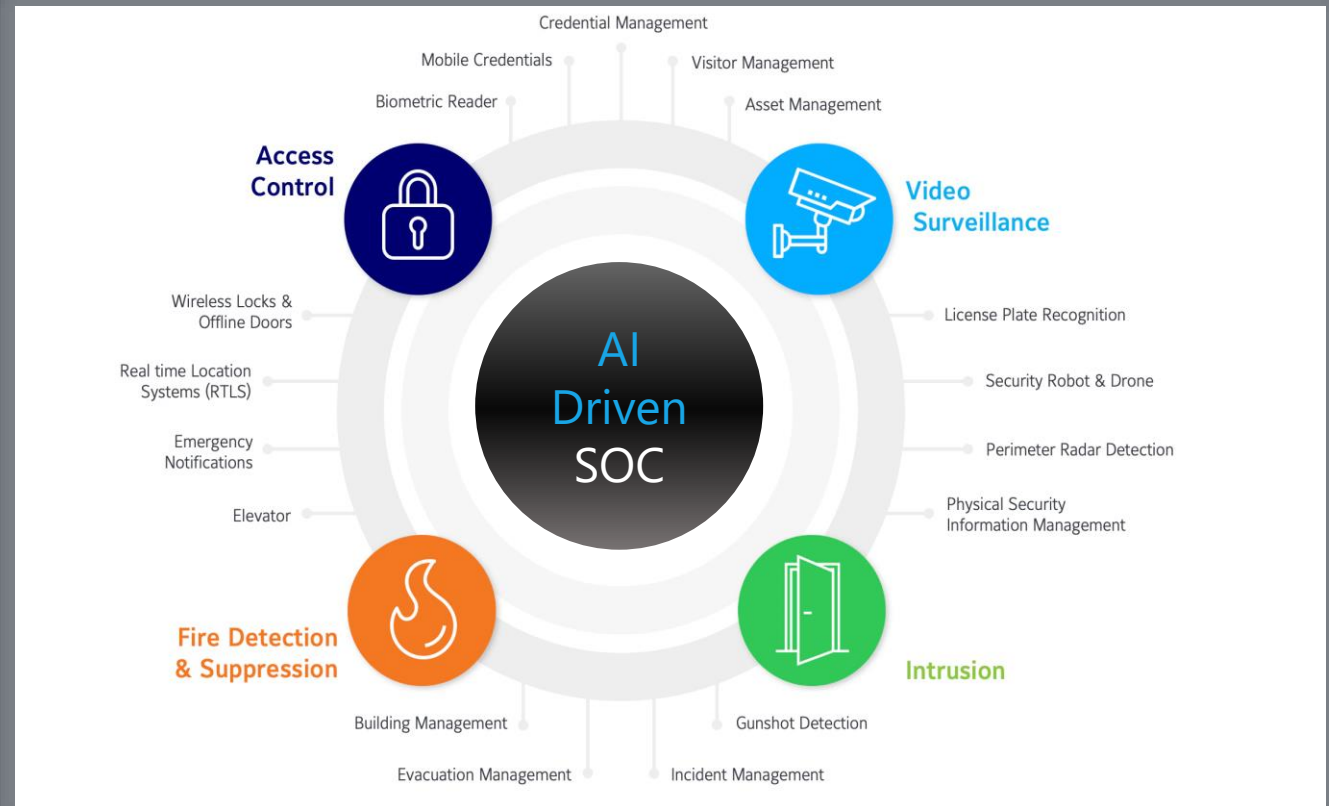 Credential Management
Mobile Credentials
Visitor Management
Biometric Reader
Asset Management
Access
Control
Video
Surveillance
Wireless Locks &
Offline Doors
License Plate Recognition
Real time Location
Systems (RTLS)
Security Robot & Drone
AI
Driven
SOC
Emergency
Notifications
Perimeter Radar Detection
Elevator
Physical Security
Information Management
Fire Detection
& Suppression
Intrusion
Building Management
Gunshot Detection
Evacuation Management
Incident Management